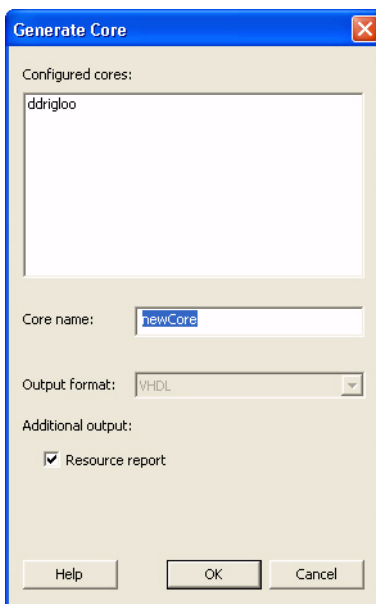 Generate Core
Configured cores:
ddrigloo
Core name: newCore
Output format: VHDL
Additional output:
Resource report
Help OK Cancel